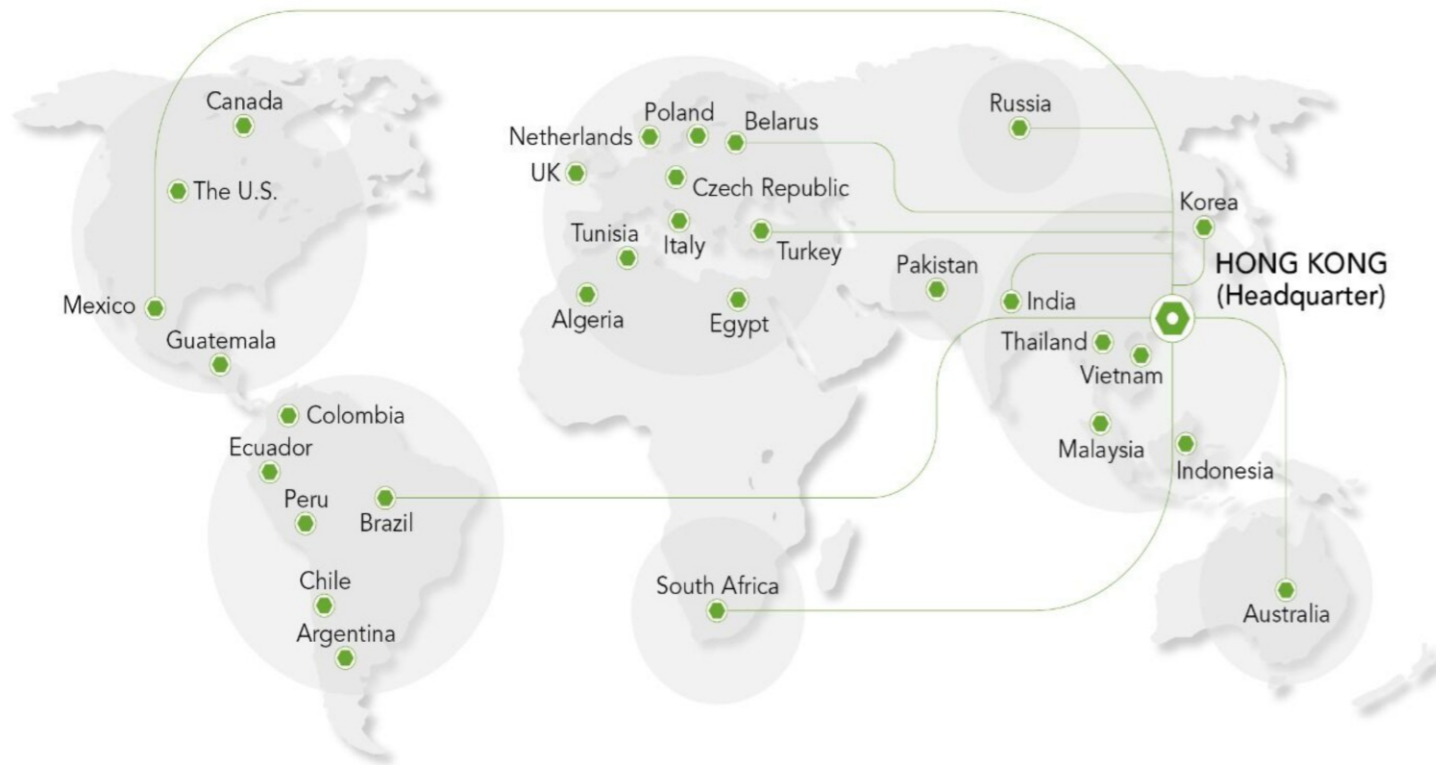 Canada
The U.S.
Mexico
Guatemala
Colombia
Ecuador
Peru
Brazil
Chile
Argentina
Poland
Belarus
Netherlands
UK
Czech Republic
Tunisia
Italy
Turkey
Algeria
Egypt
South Africa
Russia
Korea
Pakistan
HONG KONG
(Headquarter)
India
Thailand
Vietnam
Malaysia
Indonesia
Australia